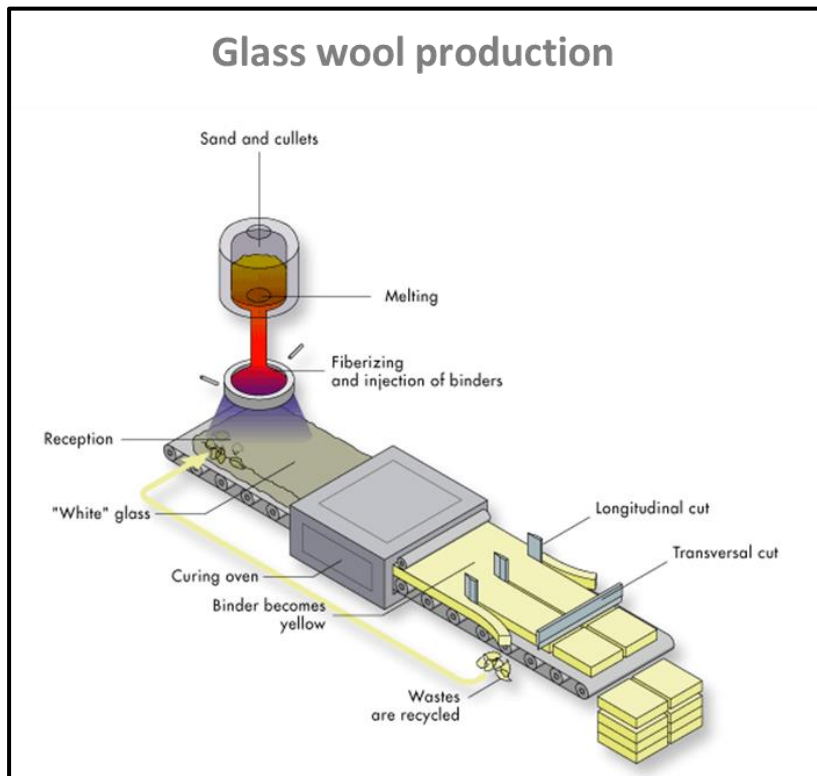 Glass wool production
Sand and cullets
Melting
Fiberizing
and injection of binders
Reception
"White" glass
Longitudinal cut
Transversal cut
Curing oven
Binder becomes
yellow
Wastes
are recycled